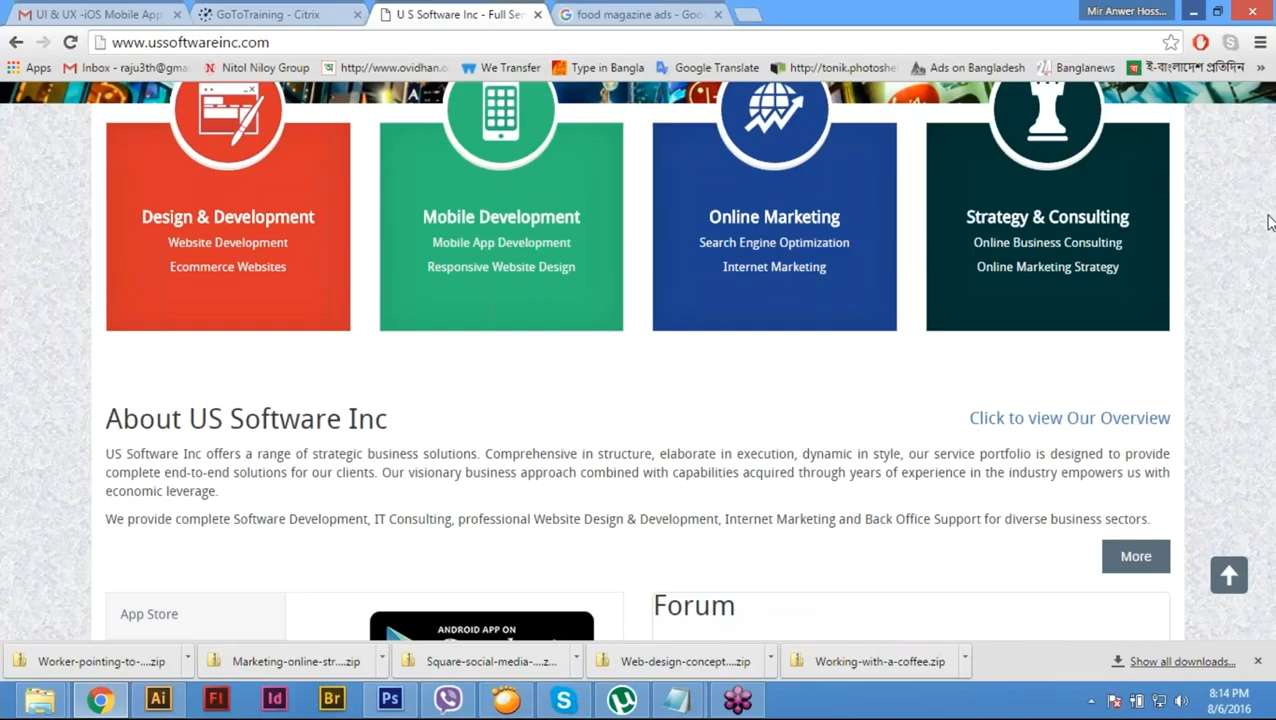 UI & UX -iOS Mobile App
GoToTraining - Citrix
U S Software Inc - Full Ser
food magazine ads - Goo
Mir Anwer Hoss...
www.ussoftwareinc.com
Apps
Inbox - raju3th@gma
Nitol Niloy Group
http://www.ovidhan.o
We Transfer
Type in Bangla
Google Translate
http://tonik.photoshe
Ads on Bangladesh
Banglanews
ই-বাংলাদেশ প্রতিদিন
»
Design & Development
Website Development
Ecommerce Websites
Mobile Development
Mobile App Development
Responsive Website Design
Online Marketing
Search Engine Optimization
Internet Marketing
Strategy & Consulting
Online Business Consulting
Online Marketing Strategy
About US Software Inc
Click to view Our Overview
US Software Inc offers a range of strategic business solutions. Comprehensive in structure, elaborate in execution, dynamic in style, our service portfolio is designed to provide
complete end-to-end solutions for our clients. Our visionary business approach combined with capabilities acquired through years of experience in the industry empowers us with
economic leverage.
We provide complete Software Development, IT Consulting, professional Website Design & Development, Internet Marketing and Back Office Support for diverse business sectors.
More
App Store
ANDROID APP ON
Forum
Worker-pointing-to-....zip
Marketing-online-str....zip
Square-social-media-....z...
Web-design-concept....zip
Working-with-a-coffee.zip
Show all downloads...
Ai
Fl
Id
Br
Ps
8:14 PM
8/6/2016